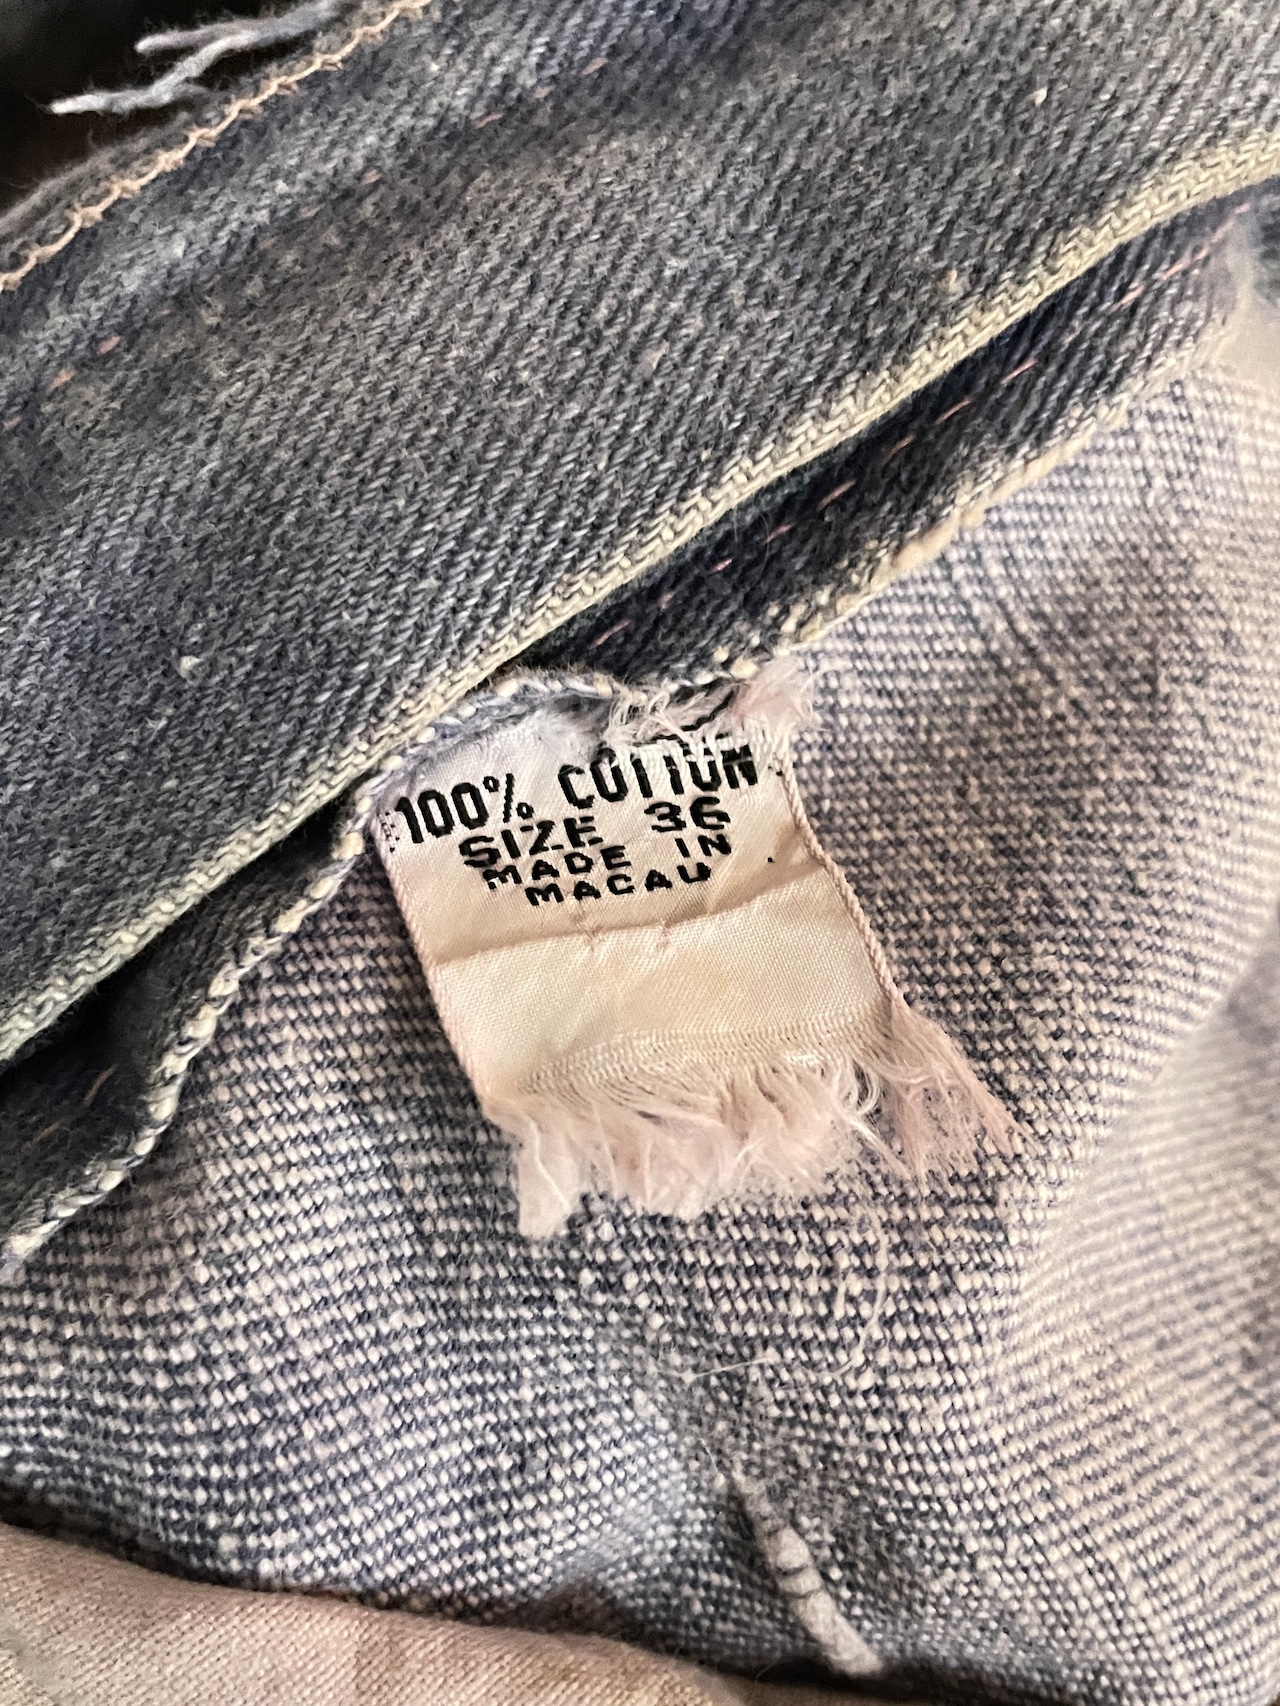 100% COTTON
SIZE 36
MADE IN
MACAU